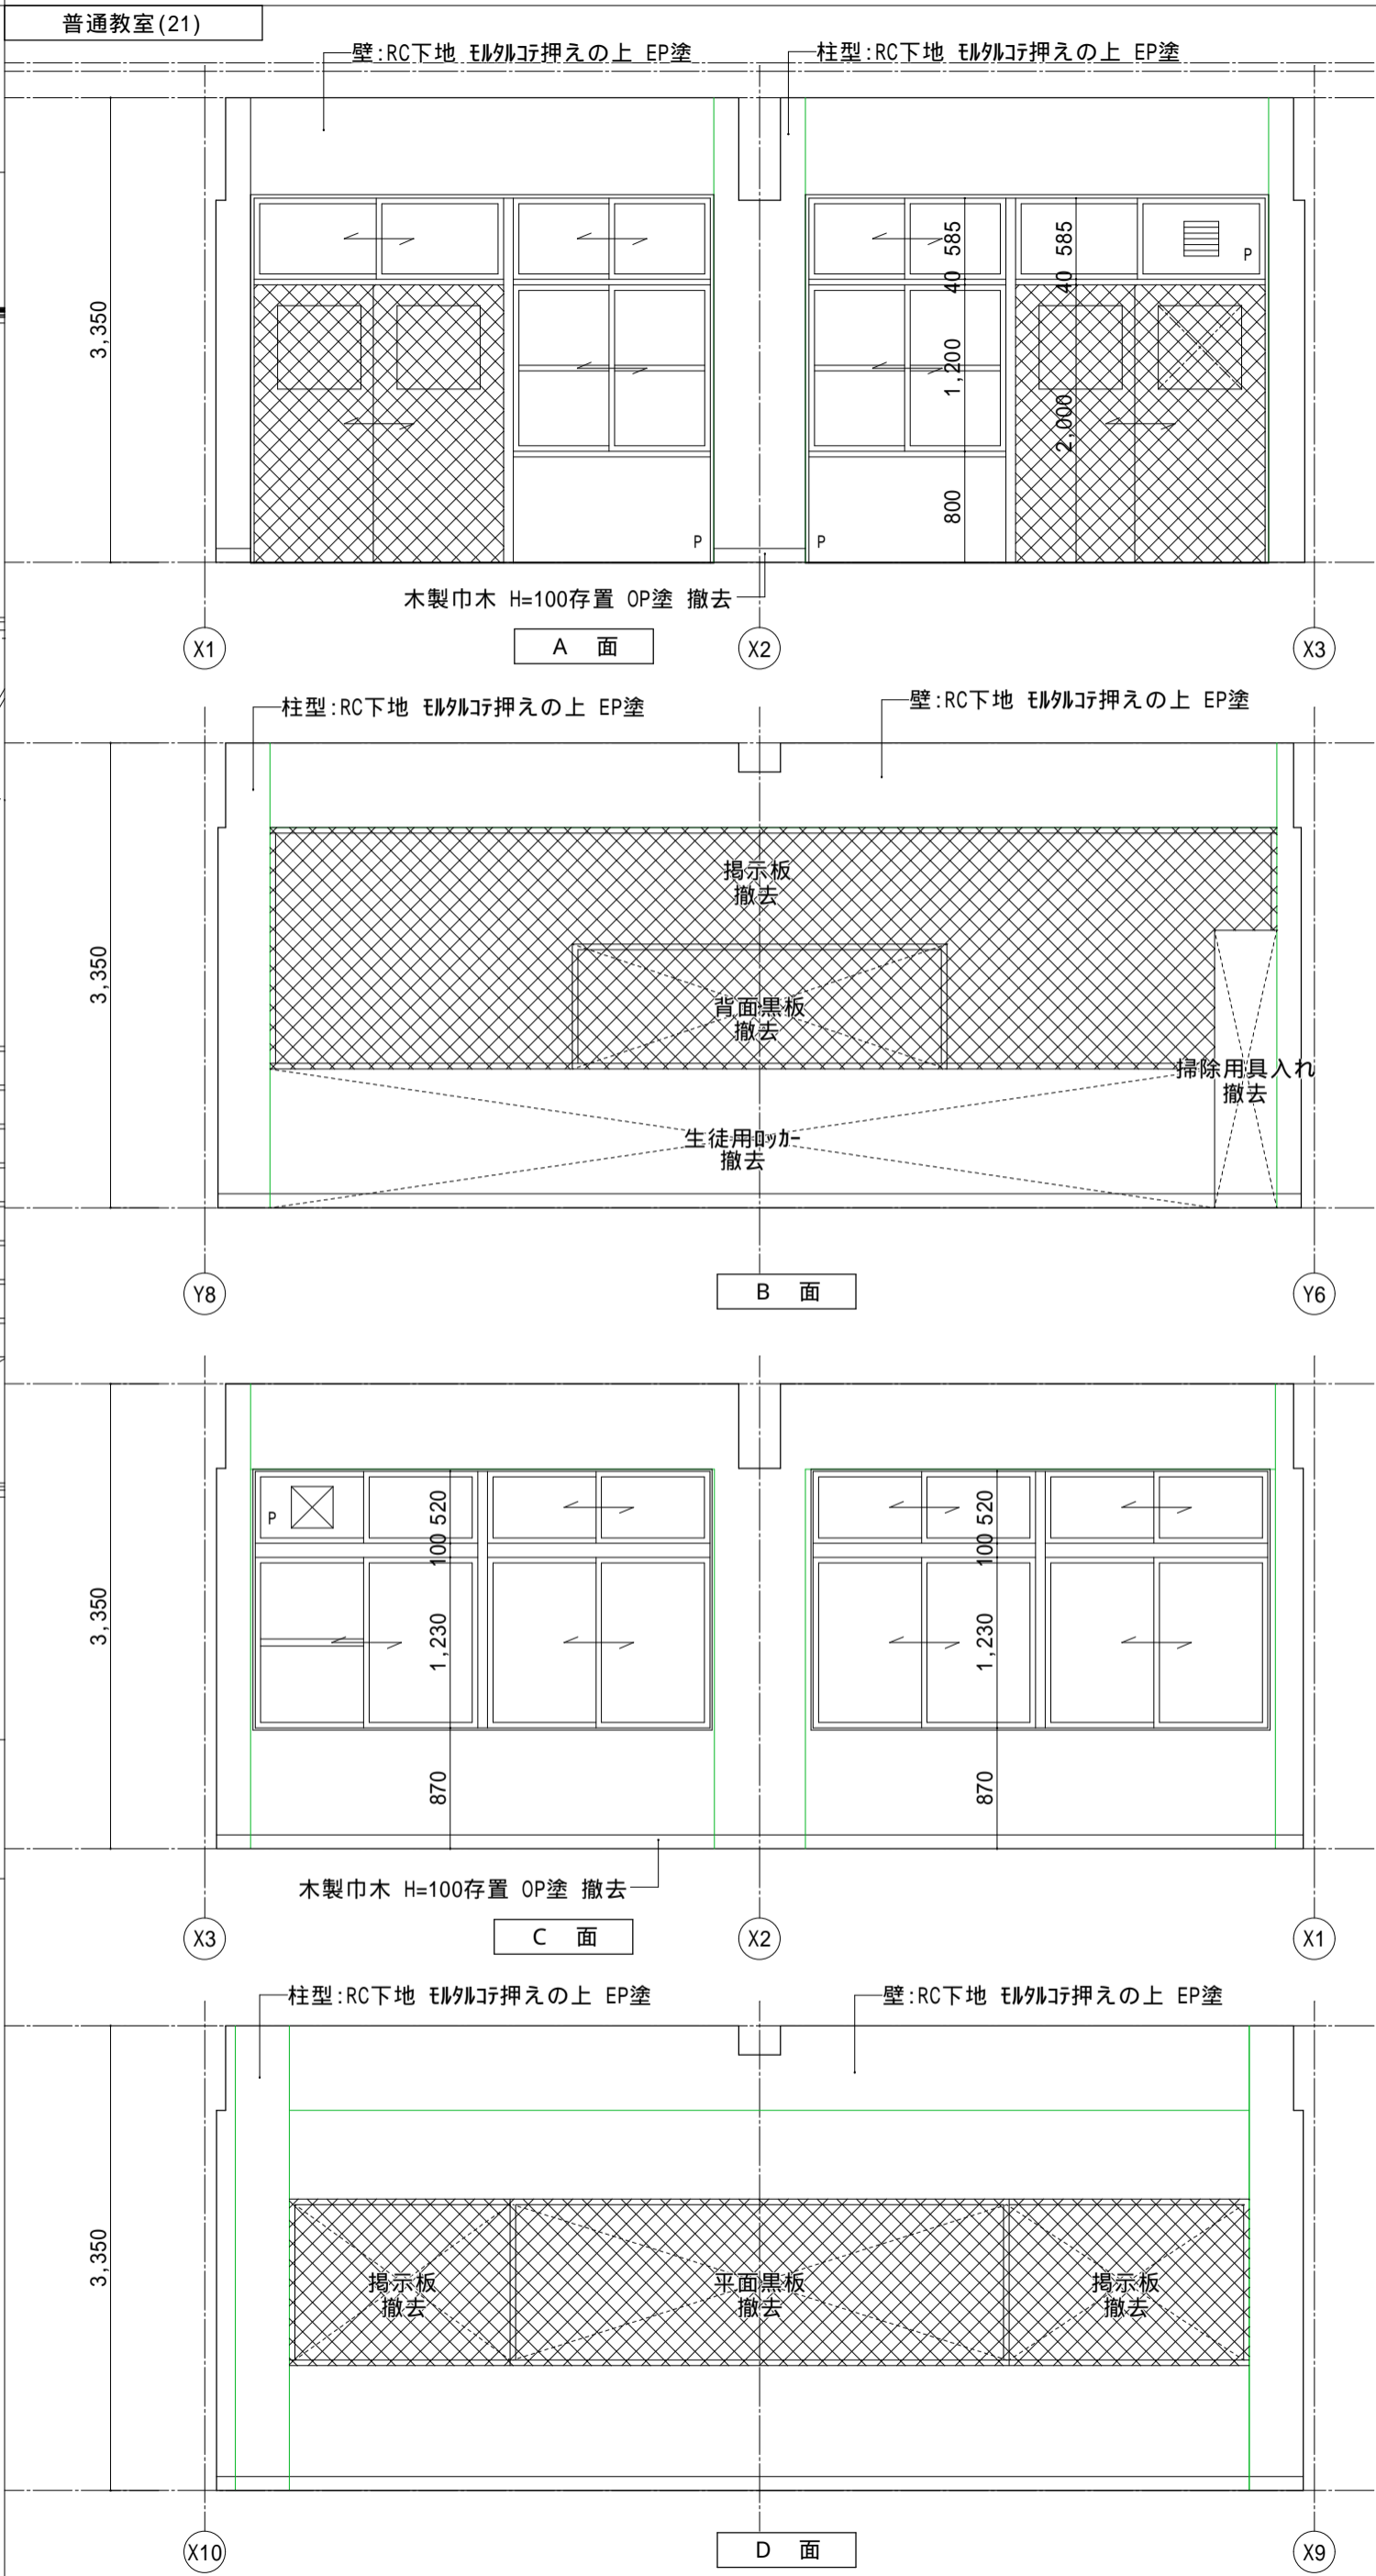 普通教室(21)
壁:RC下地 ﾓﾙﾀﾙｺﾃ押えの上 EP塗
柱型:RC下地 ﾓﾙﾀﾙｺﾃ押えの上 EP塗
3,350
40 585
1,200
800
40 585
2,000
P
P
P
木製巾木 H=100存置 OP塗 撤去
X1
A 面
X2
X3
柱型:RC下地 ﾓﾙﾀﾙｺﾃ押えの上 EP塗
壁:RC下地 ﾓﾙﾀﾙｺﾃ押えの上 EP塗
3,350
掲示板
撤去
背面黒板
撤去
掃除用具入れ
撤去
生徒用ﾛｯｶｰ
撤去
Y8
B 面
Y6
3,350
P
100 520
1,230
870
100 520
1,230
870
木製巾木 H=100存置 OP塗 撤去
X3
C 面
X2
X1
柱型:RC下地 ﾓﾙﾀﾙｺﾃ押えの上 EP塗
壁:RC下地 ﾓﾙﾀﾙｺﾃ押えの上 EP塗
3,350
掲示板
撤去
平面黒板
撤去
掲示板
撤去
X10
D 面
X9